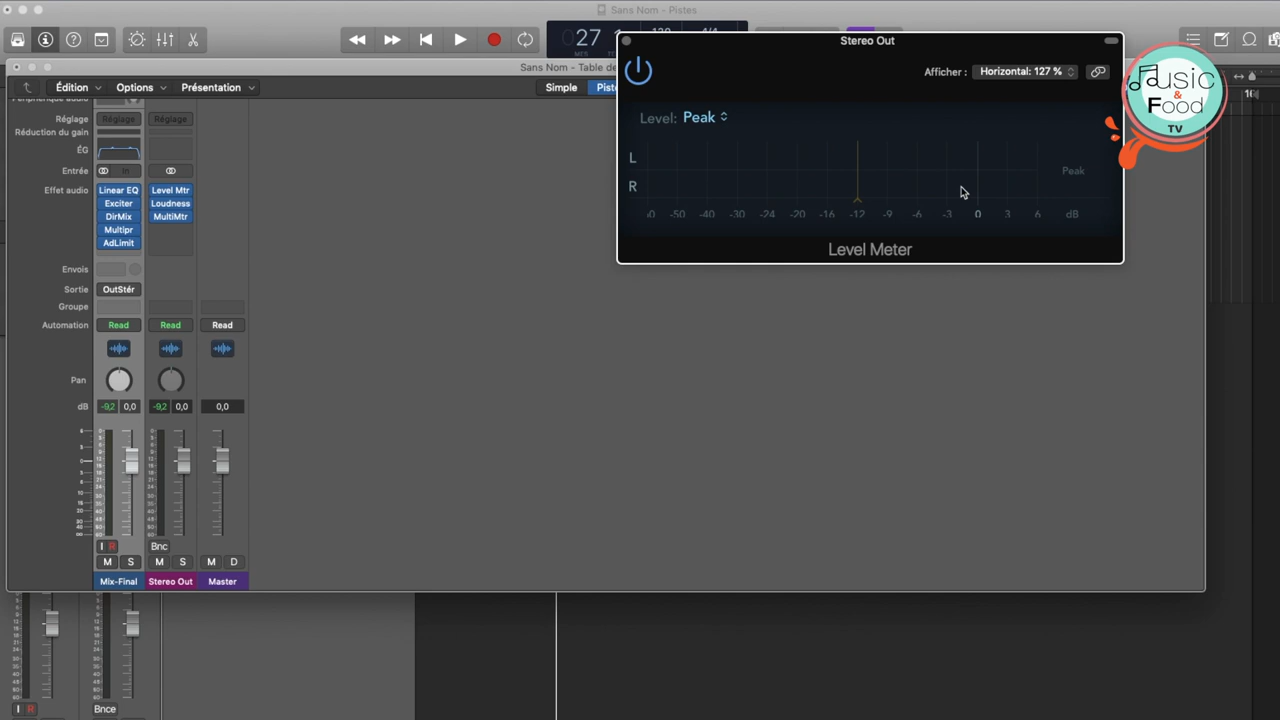 Sans Nom - Pistes
27
Stereo Out
Sans Nom - Table de
Afficher : Horizontal: 127 %
Édition Options Présentation Simple Piste
Music
&
Food
TV
Level: Peak
Réglage Réglage Réglage
Réduction du gain
ÉG
Entrée In
Effet audio Linear EQ Level Mtr
Exciter Loudness
DirMix MultiMtr
Multipr
AdLimit
L
R
Peak
-50 -40 -30 -24 -20 -16 -12 -9 -6 -3 0 3 6 dB
Level Meter
Envois
Sortie OutStér
Groupe
Automation Read Read Read
Pan
dB -9,2 0,0 -9,2 0,0 0,0
I R Bnc
M S M S M D
Mix-Final Stereo Out Master
I R Bnce